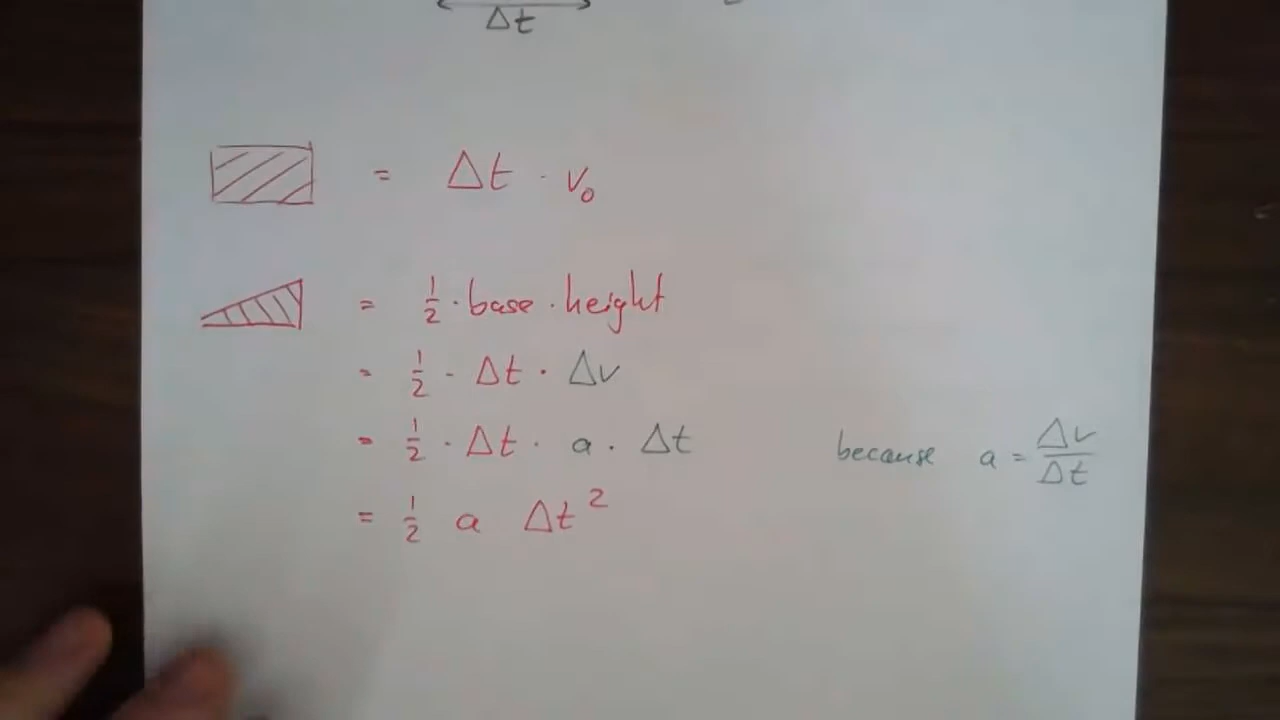 Δt
= Δt · v₀
= ½ · base · height
= ½ · Δt · Δv
= ½ · Δt · a · Δt because a = Δv/Δt
= ½ a Δt²